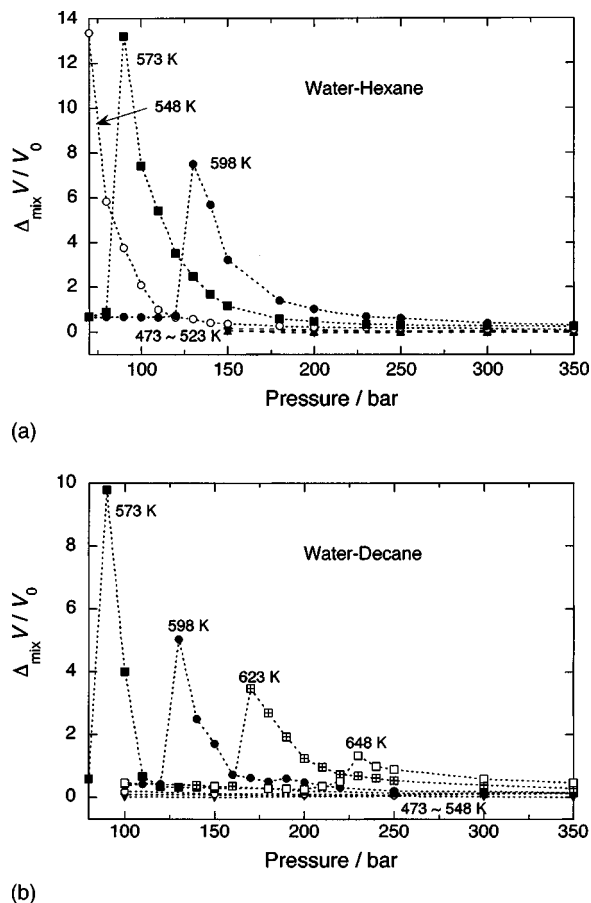 14
12
10
8
6
4
2
0
Δmix V / V0
573 K
548 K
Water-Hexane
598 K
473 ~ 523 K
100 150 200 250 300 350
Pressure / bar
(a)
10
8
6
4
2
0
Δmix V / V0
573 K
Water-Decane
598 K
623 K
648 K
473 ~ 548 K
100 150 200 250 300 350
Pressure / bar
(b)